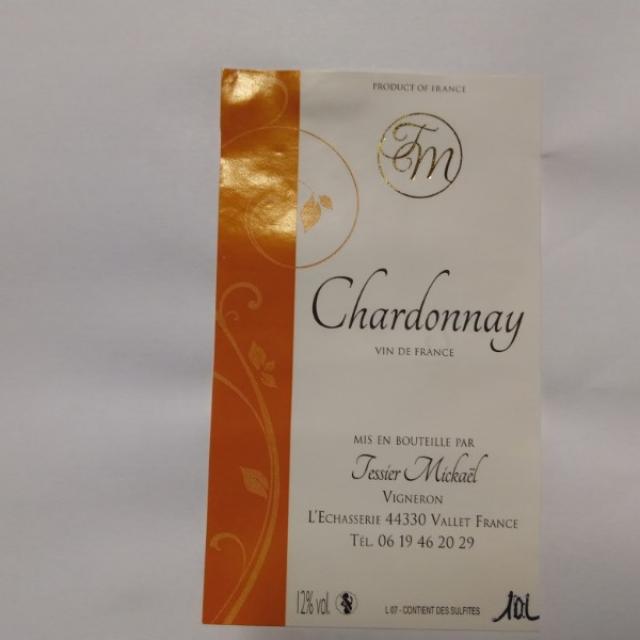 PRODUCT OF FRANCE
TM
Chardonnay
VIN DE FRANCE
MIS EN BOUTEILLE PAR
Tessier Mickaël
VIGNERON
L'ECHASSERIE 44330 VALLET FRANCE
TÉL. 06 19 46 20 29
12% vol.
L 07 - CONTIENT DES SULFITES